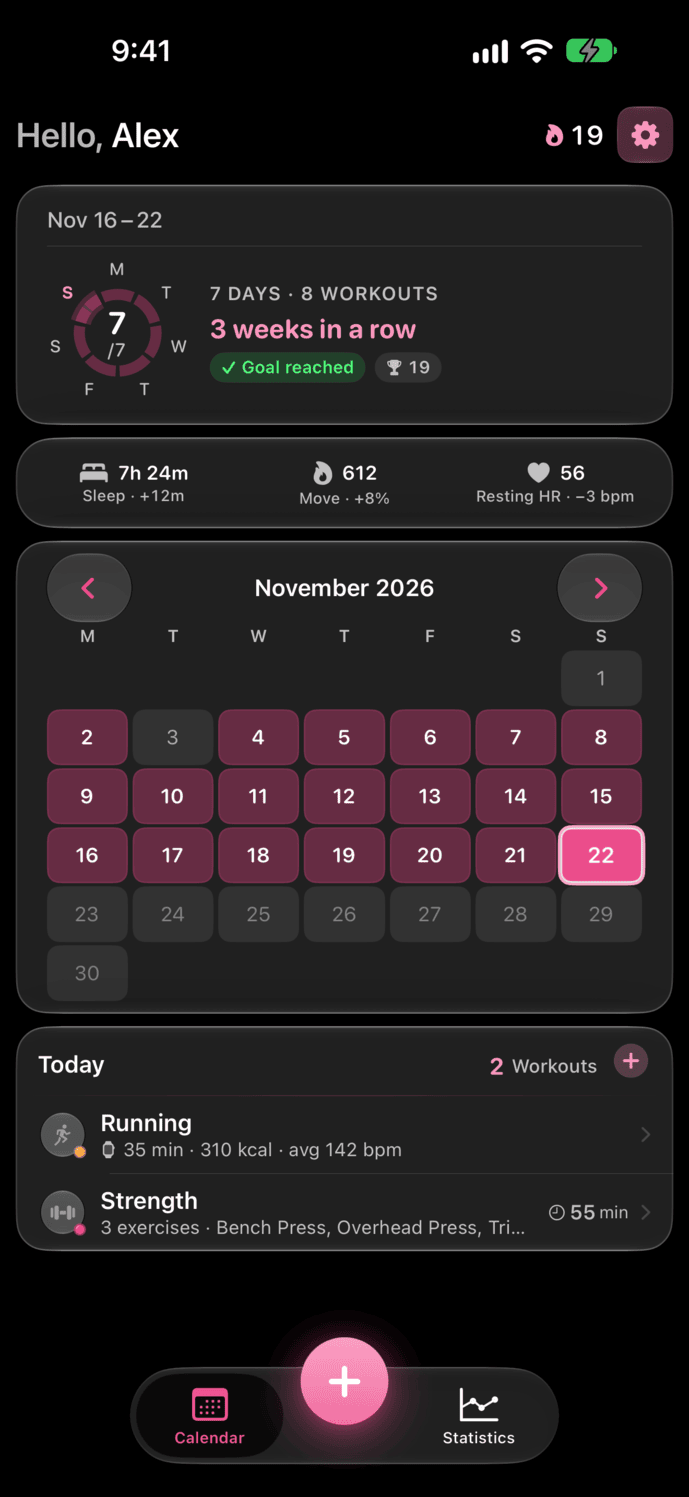 9:41
Hello, Alex
19
Nov 16–22
M
S T
7
S /7 W
F T
7 DAYS · 8 WORKOUTS
3 weeks in a row
Goal reached 19
7h 24m 612 56
Sleep · +12m Move · +8% Resting HR · −3 bpm
November 2026
M T W T F S S
1
2 3 4 5 6 7 8
9 10 11 12 13 14 15
16 17 18 19 20 21 22
23 24 25 26 27 28 29
30
Today 2 Workouts
Running
35 min · 310 kcal · avg 142 bpm
Strength
3 exercises · Bench Press, Overhead Press, Tri... 55 min
Calendar Statistics